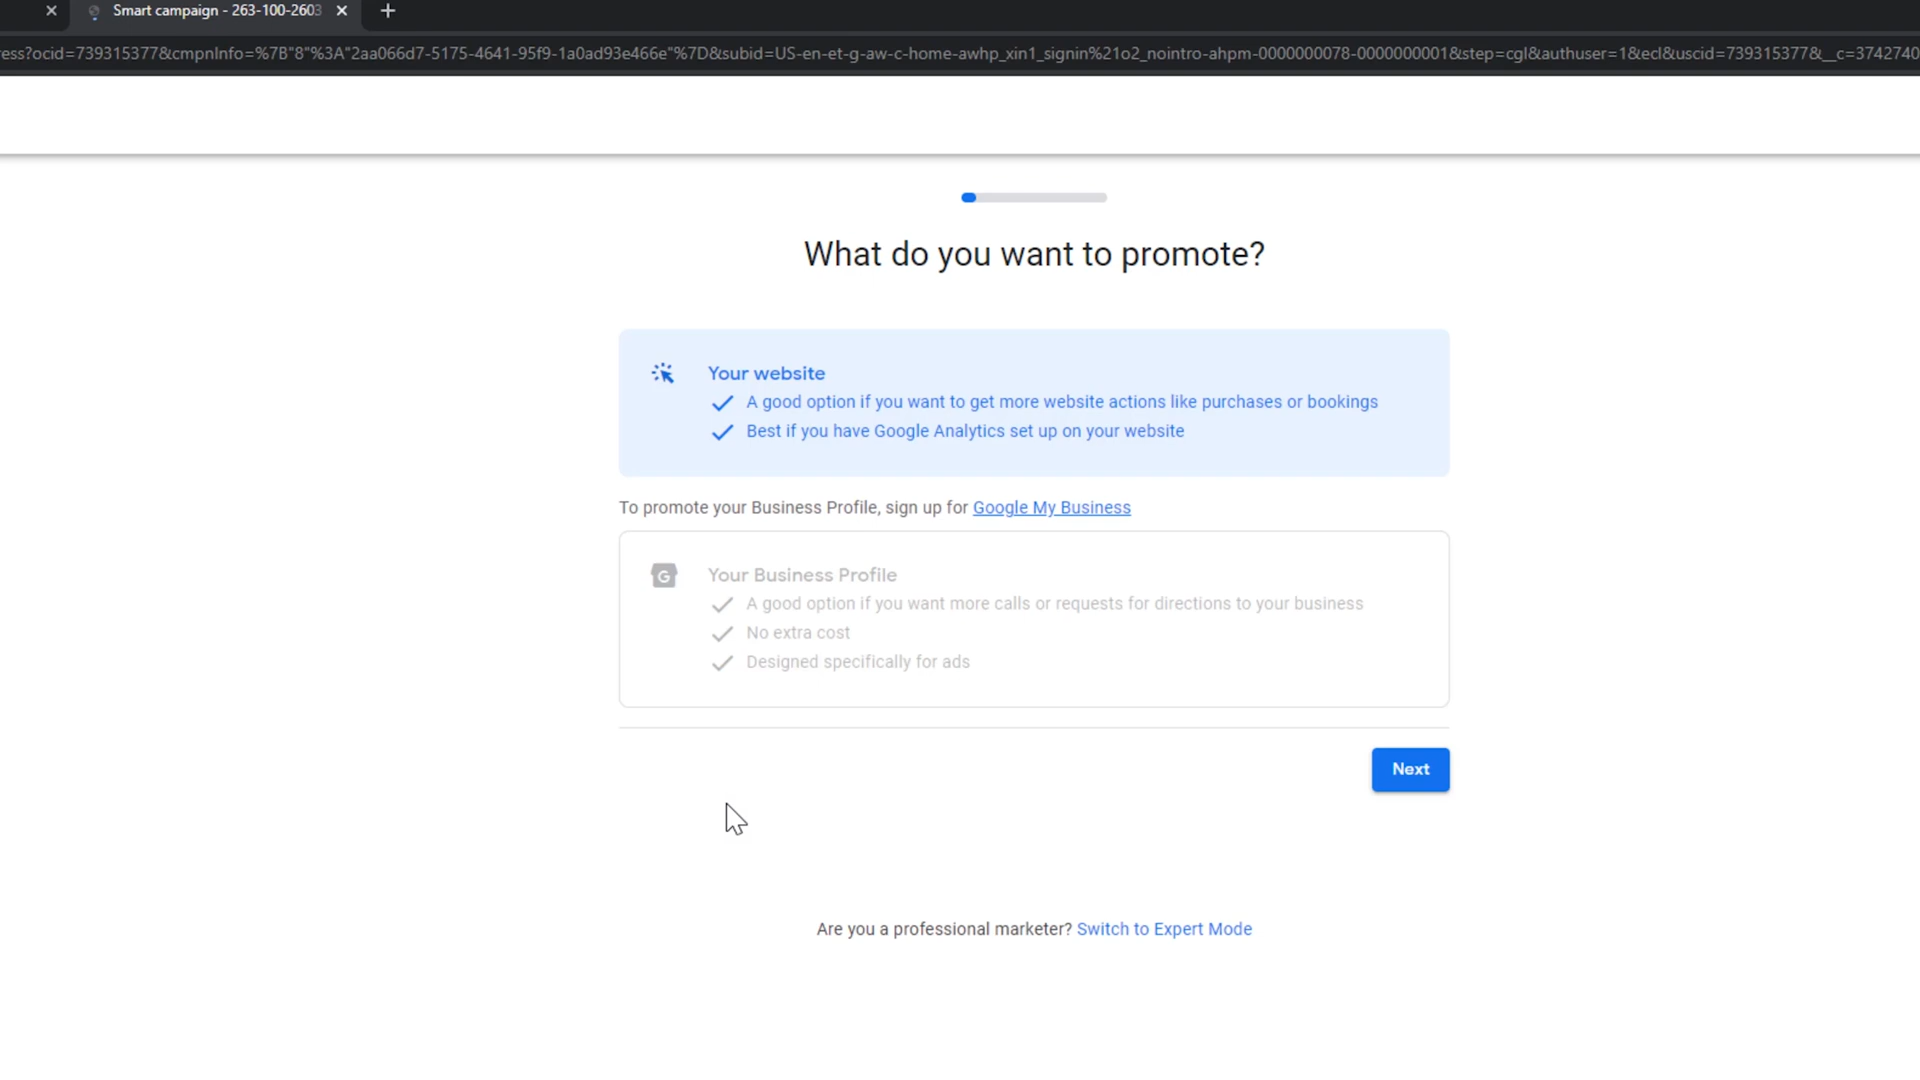 Smart campaign - 263-100-2603
ess?ocid=739315377&cmpnInfo=%7B"8"%3A"2aa066d7-5175-4641-95f9-1a0ad93e466e"%7D&subid=US-en-et-g-aw-c-home-awhp_xin1_signin%21o2_nointro-ahpm-0000000078-0000000001&step=cgl&authuser=1&ecl&uscid=739315377&__c=3742740
What do you want to promote?
Your website
A good option if you want to get more website actions like purchases or bookings
Best if you have Google Analytics set up on your website
To promote your Business Profile, sign up for Google My Business
G
Your Business Profile
A good option if you want more calls or requests for directions to your business
No extra cost
Designed specifically for ads
Next
Are you a professional marketer? Switch to Expert Mode